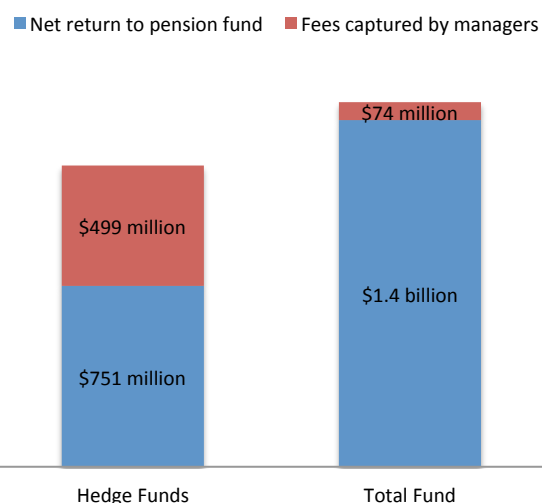 Net return to pension fund Fees captured by managers
$74 million
$499 million
$1.4 billion
$751 million
Hedge Funds Total Fund